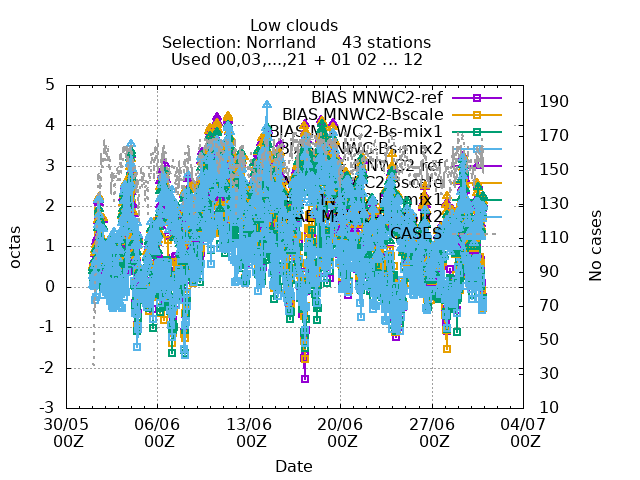 Low clouds
Selection: Norrland 43 stations
Used 00,03,...,21 + 01 02 ... 12
BIAS MNWC2-ref
BIAS MNWC2-Bscale
BIAS MNWC2-Bs-mix1
mix2
ref
CASES
5
4
3
2
1
0
-1
-2
-3
octas
190
170
150
130
110
90
70
50
30
10
No cases
30/05 06/06 13/06 20/06 27/06 04/07
00Z 00Z 00Z 00Z 00Z 00Z
Date